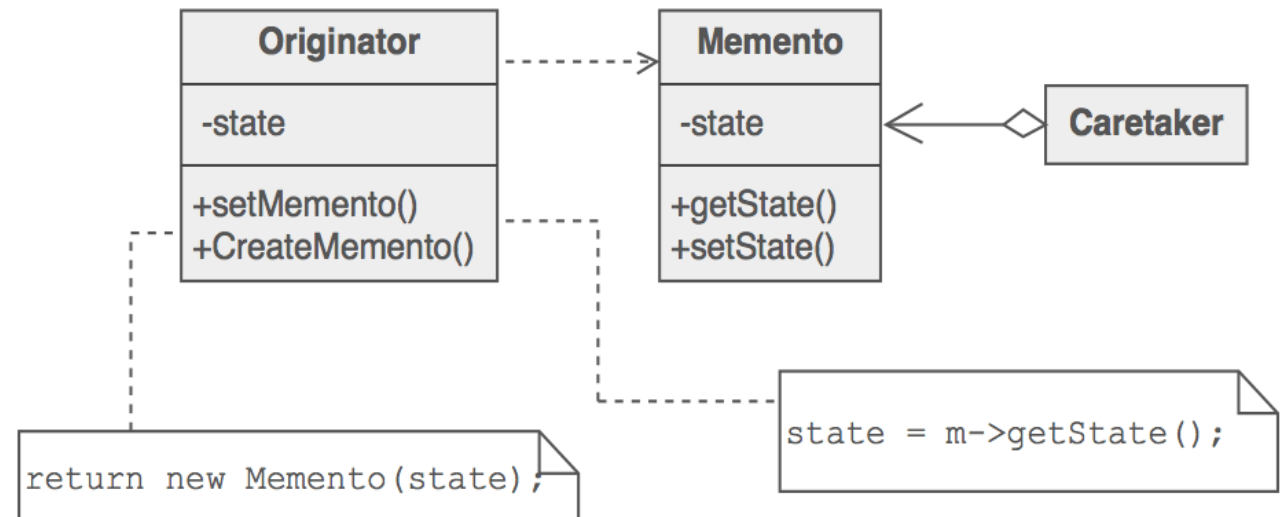 Originator
-state
+setMemento()
+CreateMemento()
Memento
-state
+getState()
+setState()
Caretaker
state = m->getState();
return new Memento(state);